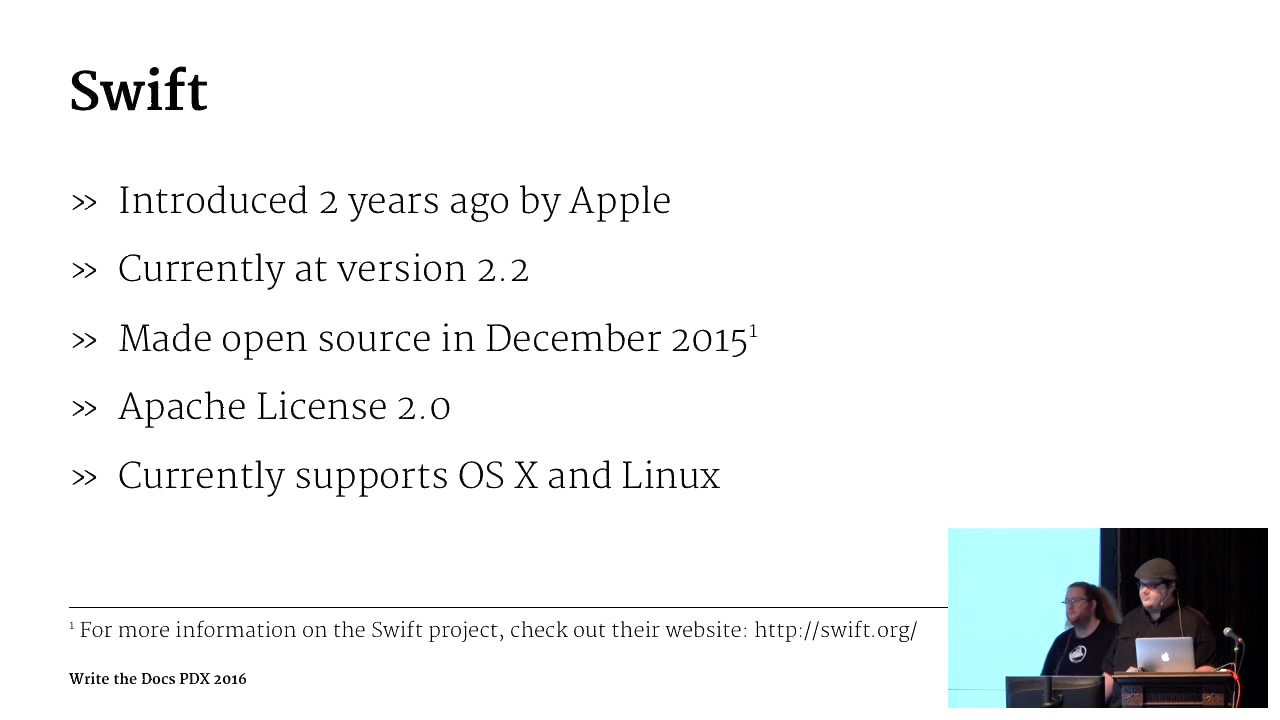 Swift
» Introduced 2 years ago by Apple
» Currently at version 2.2
» Made open source in December 2015¹
» Apache License 2.0
» Currently supports OS X and Linux
¹ For more information on the Swift project, check out their website: http://swift.org/
Write the Docs PDX 2016